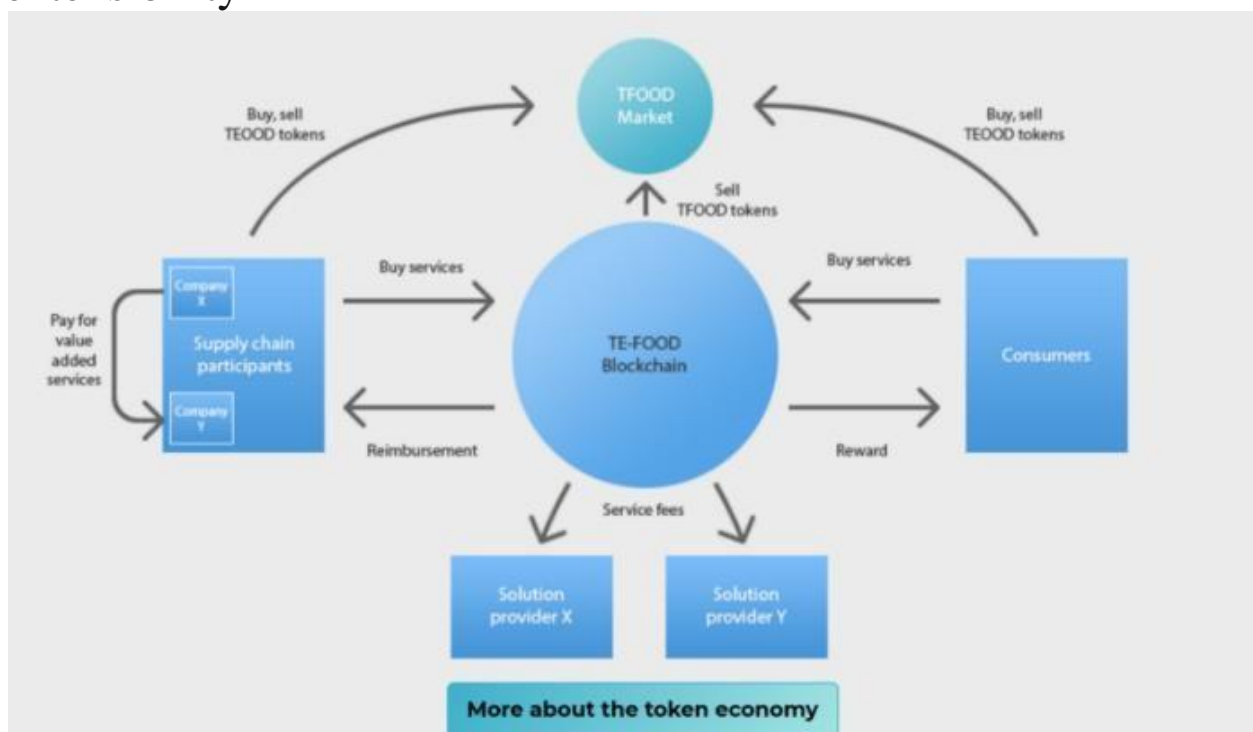 TFOOD
Market
Buy, sell
TEOOD tokens
Buy, sell
TEOOD tokens
Sell
TFOOD tokens
Buy services
Buy services
Company
X
Pay for
value
added
services
Supply chain
participants
TE-FOOD
Blockchain
Consumers
Company
Y
Reimbursement
Reward
Service fees
Solution
provider X
Solution
provider Y
More about the token economy